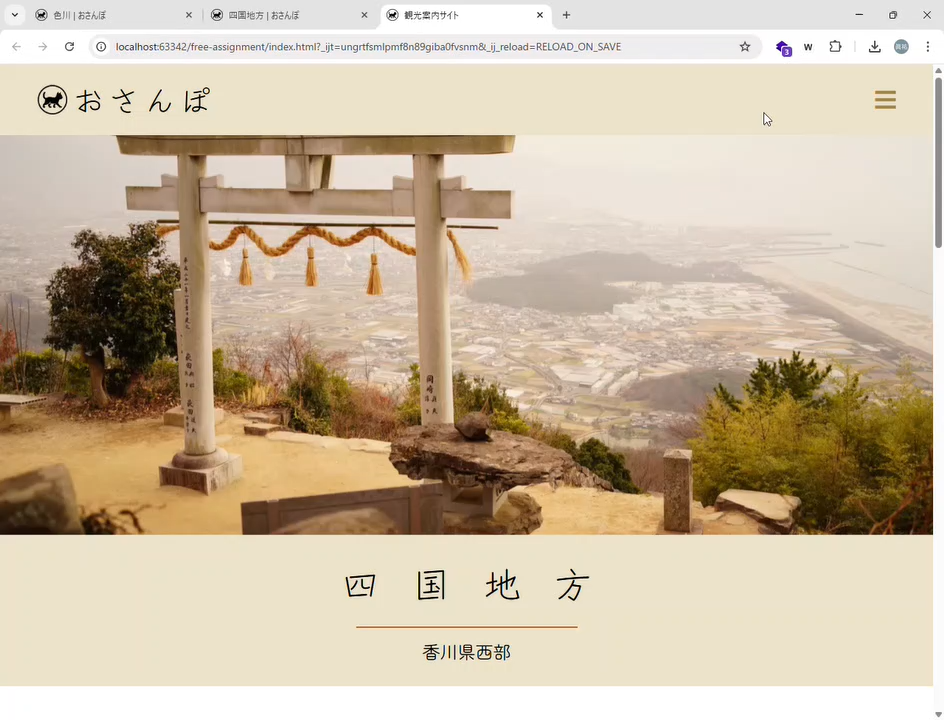 色川 | おさんぽ
四国地方 | おさんぽ
観光案内サイト
localhost:63342/free-assignment/index.html?_ijt=ungrtfsmlpmf8n89giba0fvsnm&_ij_reload=RELOAD_ON_SAVE
3
W
おさんぽ
四国地方
香川県西部